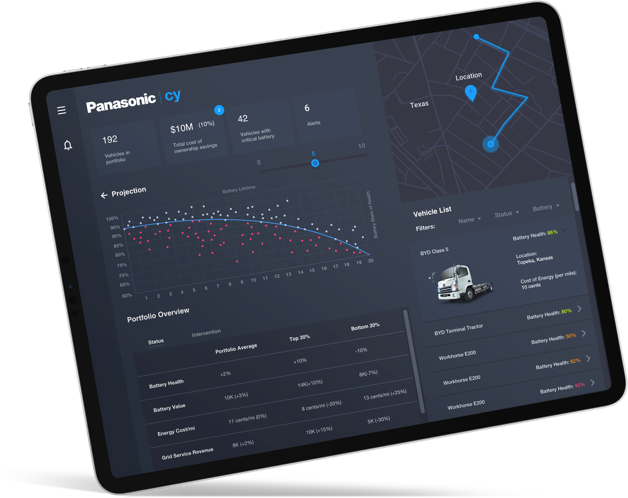 Panasonic | cy
192
Vehicles in
portfolio
2
$10M (10%)
Total cost of
ownership savings
42
Vehicles with
critical battery
6
Alerts
0 5 10
Projection
Battery Lifetime
Battery State of Health
100%
95%
90%
85%
80%
75%
70%
65%
60%
1 2 3 4 5 6 7 8 9 10 11 12 13 14 15 16 17 18 19 20
Portfolio Overview
Status Intervention
Portfolio Average Top 20% Bottom 20%
Battery Health +2% +10% -10%
Battery Value 10K (+3%) 14K(+10%) 8K(-7%)
Energy Cost/mi 11 cents/mi (0%) 8 cents/mi (-20%) 13 cents/mi (+25%)
Grid Service Revenue 8K (+2%) 10K (+15%) 5K (-30%)
Location
Texas
Vehicle List
Filters: Name Status Battery
BYD Class 5
Battery Health: 90%
Location:
Topeka, Kansas
Cost of Energy (per mile):
10 cents
BYD Terminal Tractor Battery Health: 80%
Workhorse E200 Battery Health: 50%
Workhorse E200 Battery Health: 62%
Workhorse E200 Battery Health: 42%